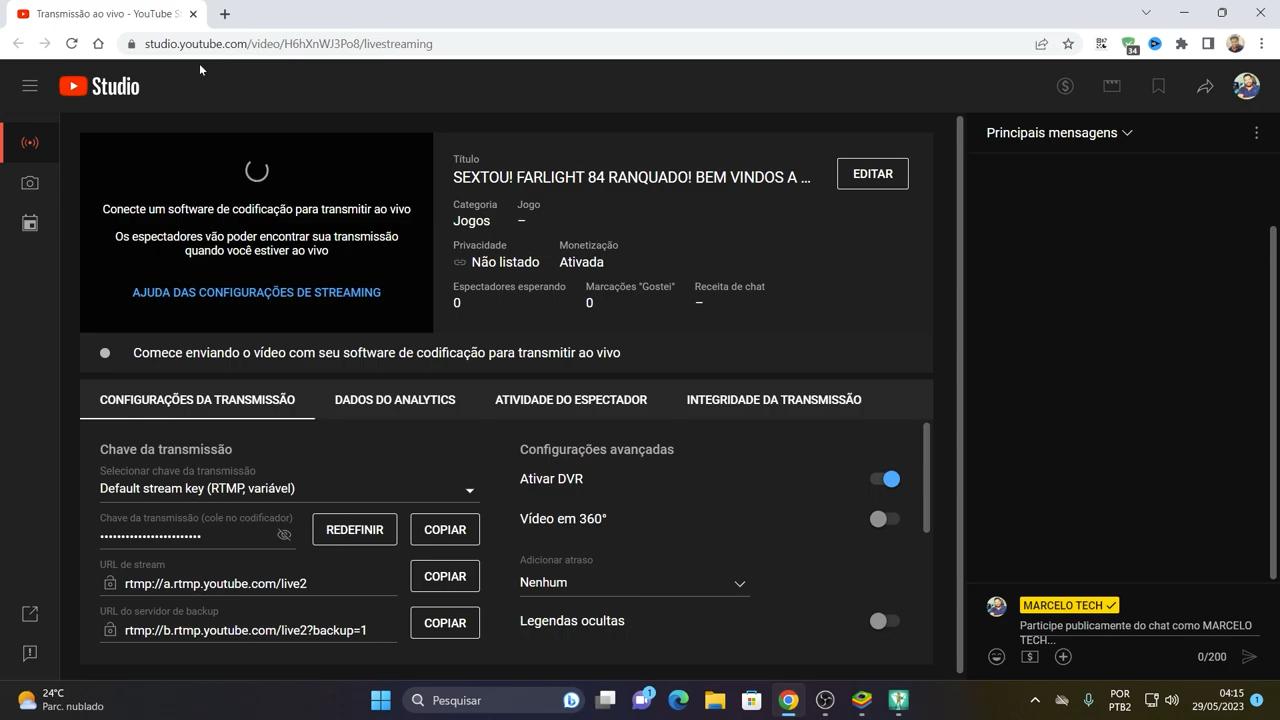 Transmissão ao vivo - YouTube S
studio.youtube.com/video/H6hXnWJ3Po8/livestreaming
34
Studio
Conecte um software de codificação para transmitir ao vivo
Os espectadores vão poder encontrar sua transmissão
quando você estiver ao vivo
AJUDA DAS CONFIGURAÇÕES DE STREAMING
Título
SEXTOU! FARLIGHT 84 RANQUADO! BEM VINDOS A ...
EDITAR
Categoria Jogo
Jogos –
Privacidade Monetização
Não listado Ativada
Espectadores esperando Marcações "Gostei" Receita de chat
0 0 –
Comece enviando o vídeo com seu software de codificação para transmitir ao vivo
CONFIGURAÇÕES DA TRANSMISSÃO DADOS DO ANALYTICS ATIVIDADE DO ESPECTADOR INTEGRIDADE DA TRANSMISSÃO
Chave da transmissão
Selecionar chave da transmissão
Default stream key (RTMP, variável)
Chave da transmissão (cole no codificador)
••••••••••••••••••••••••
REDEFINIR COPIAR
URL de stream
rtmp://a.rtmp.youtube.com/live2
COPIAR
URL do servidor de backup
rtmp://b.rtmp.youtube.com/live2?backup=1
COPIAR
Configurações avançadas
Ativar DVR
Vídeo em 360°
Adicionar atraso
Nenhum
Legendas ocultas
Principais mensagens
MARCELO TECH
Participe publicamente do chat como MARCELO
TECH...
0/200
24°C
Parc. nublado
Pesquisar
1
POR
PTB2
04:15
29/05/2023
1